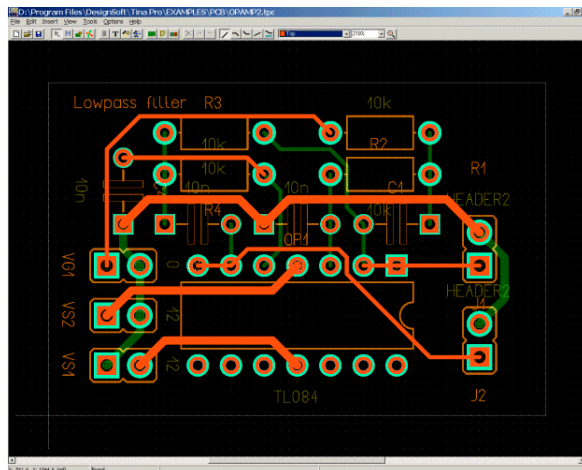 D:\Program Files\DesignSoft\Tina Pro\EXAMPLES\PCB\OPAMP2.tpc
File Edit Insert View Tools Options Help
Top
Lowpass filler
R3
10k
10k
R2
10k
R1
10n
10n
10n
C1
HEADER2
R4
10k
OP1
VG1
0
HEADER2
J1
VS2
12
VS1
12
TL084
J2